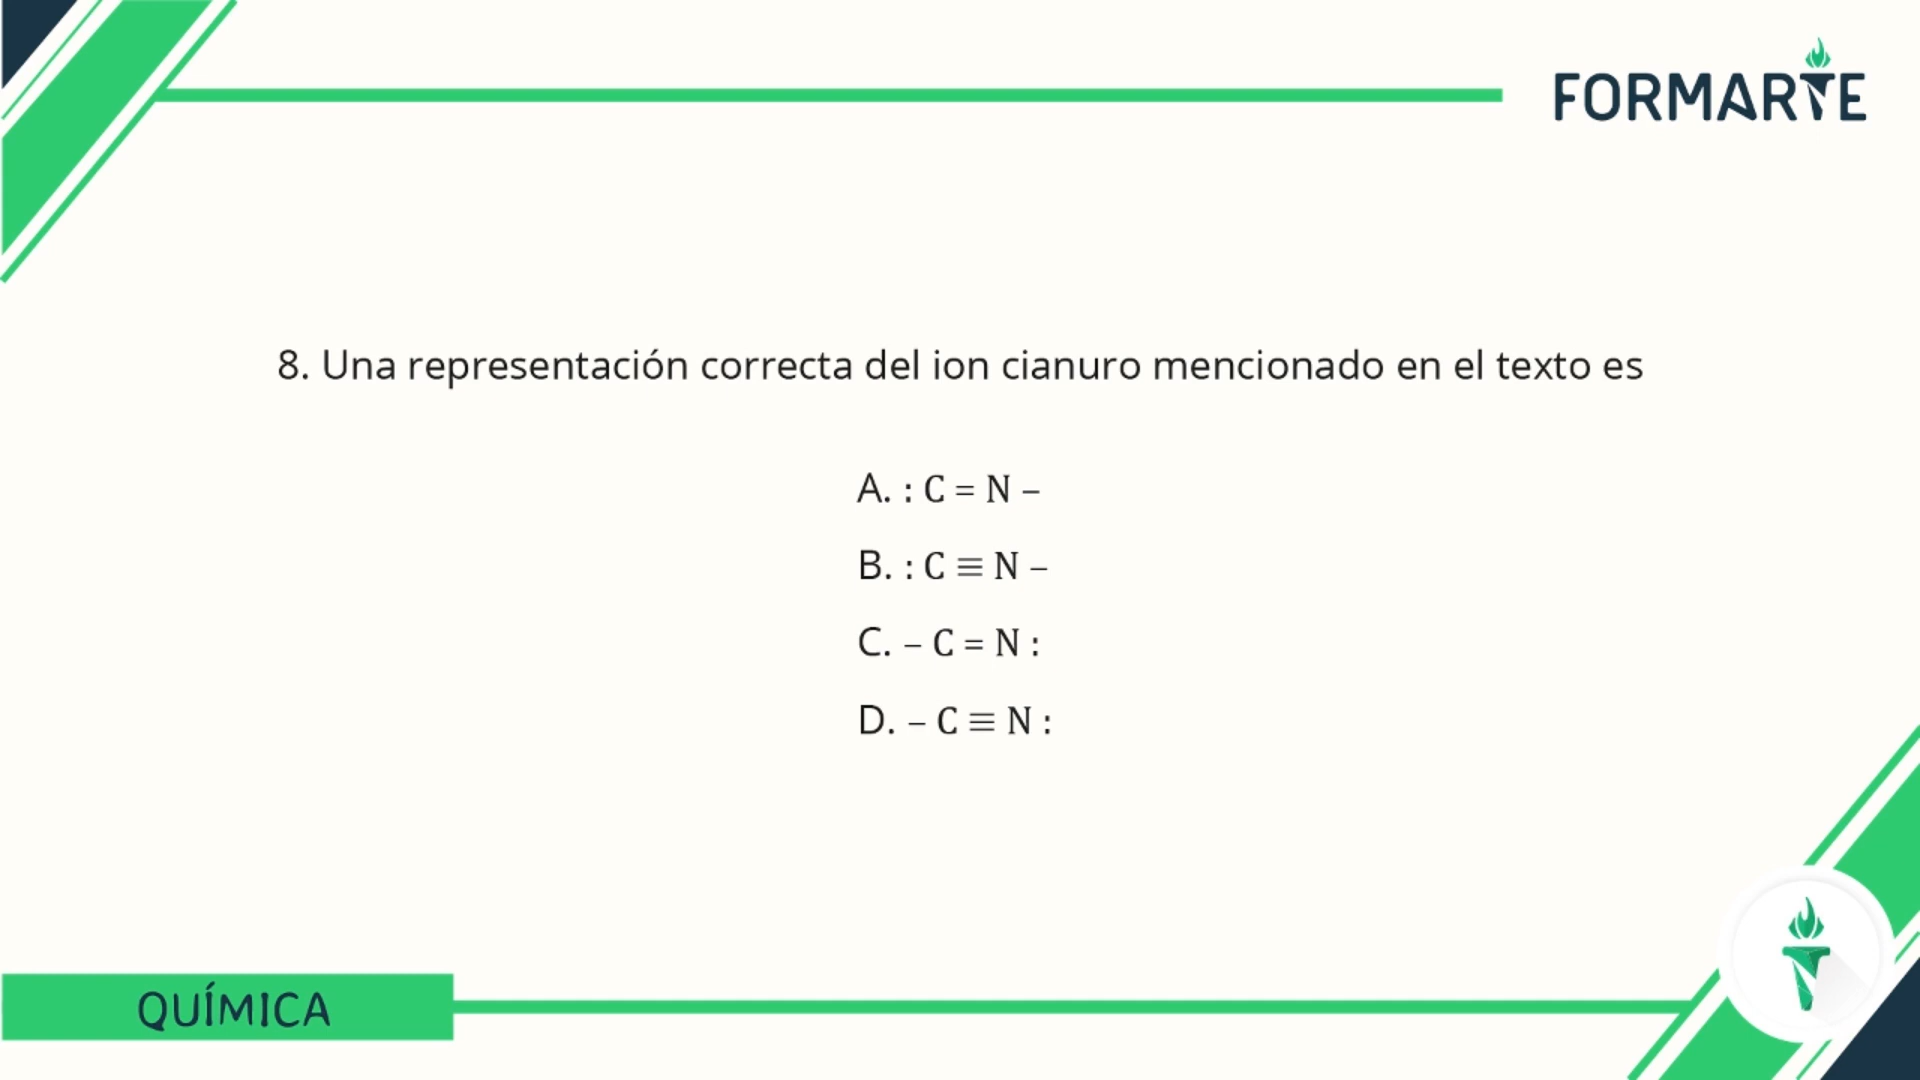 FORMARTE
8. Una representación correcta del ion cianuro mencionado en el texto es
A. : C = N –
B. : C ≡ N –
C. – C = N :
D. – C ≡ N :
QUÍMICA